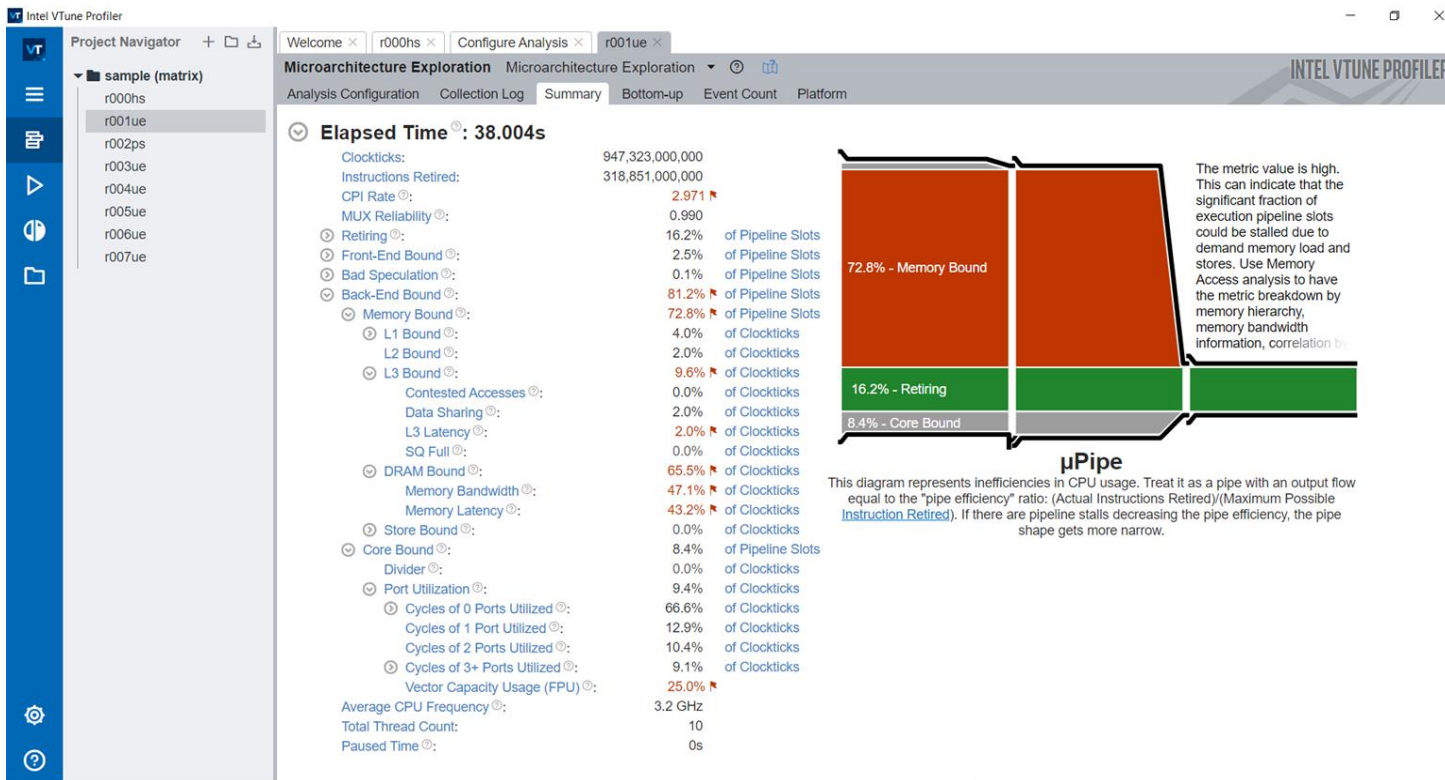 VT Intel VTune Profiler
VT
Project Navigator
sample (matrix)
r000hs
r001ue
r002ps
r003ue
r004ue
r005ue
r006ue
r007ue
Welcome × r000hs × Configure Analysis × r001ue ×
Microarchitecture Exploration Microarchitecture Exploration
INTEL VTUNE PROFILER
Analysis Configuration Collection Log Summary Bottom-up Event Count Platform
Elapsed Time ?: 38.004s
Clockticks: 947,323,000,000
Instructions Retired: 318,851,000,000
CPI Rate ?: 2.971
MUX Reliability ?: 0.990
Retiring ?: 16.2% of Pipeline Slots
Front-End Bound ?: 2.5% of Pipeline Slots
Bad Speculation ?: 0.1% of Pipeline Slots
Back-End Bound ?: 81.2% of Pipeline Slots
Memory Bound ?: 72.8% of Pipeline Slots
L1 Bound ?: 4.0% of Clockticks
L2 Bound ?: 2.0% of Clockticks
L3 Bound ?: 9.6% of Clockticks
Contested Accesses ?: 0.0% of Clockticks
Data Sharing ?: 2.0% of Clockticks
L3 Latency ?: 2.0% of Clockticks
SQ Full ?: 0.0% of Clockticks
DRAM Bound ?: 65.5% of Clockticks
Memory Bandwidth ?: 47.1% of Clockticks
Memory Latency ?: 43.2% of Clockticks
Store Bound ?: 0.0% of Clockticks
Core Bound ?: 8.4% of Pipeline Slots
Divider ?: 0.0% of Clockticks
Port Utilization ?: 9.4% of Clockticks
Cycles of 0 Ports Utilized ?: 66.6% of Clockticks
Cycles of 1 Port Utilized ?: 12.9% of Clockticks
Cycles of 2 Ports Utilized ?: 10.4% of Clockticks
Cycles of 3+ Ports Utilized ?: 9.1% of Clockticks
Vector Capacity Usage (FPU) ?: 25.0%
Average CPU Frequency ?: 3.2 GHz
Total Thread Count: 10
Paused Time ?: 0s
72.8% - Memory Bound
16.2% - Retiring
8.4% - Core Bound
The metric value is high.
This can indicate that the
significant fraction of
execution pipeline slots
could be stalled due to
demand memory load and
stores. Use Memory
Access analysis to have
the metric breakdown by
memory hierarchy,
memory bandwidth
information, correlation by
µPipe
This diagram represents inefficiencies in CPU usage. Treat it as a pipe with an output flow
equal to the "pipe efficiency" ratio: (Actual Instructions Retired)/(Maximum Possible
Instruction Retired). If there are pipeline stalls decreasing the pipe efficiency, the pipe
shape gets more narrow.